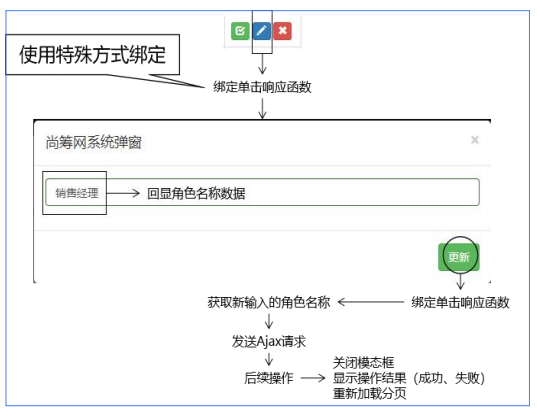 使用特殊方式绑定
绑定单击响应函数
尚筹网系统弹窗
×
销售经理
回显角色名称数据
更新
获取新输入的角色名称
绑定单击响应函数
发送Ajax请求
后续操作
关闭模态框
显示操作结果（成功、失败）
重新加载分页